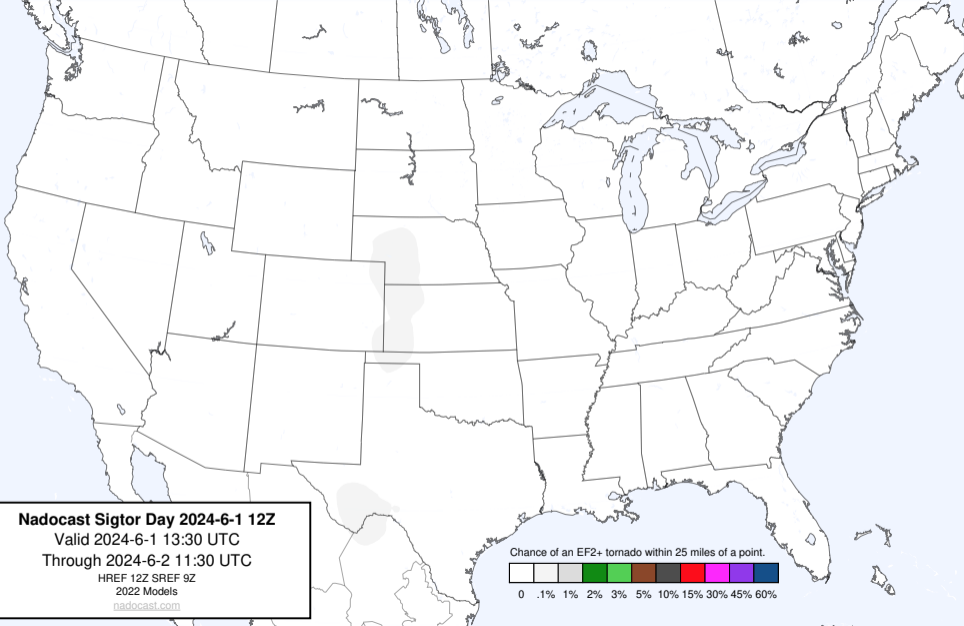 Nadocast Sigtor Day 2024-6-1 12Z
Valid 2024-6-1 13:30 UTC
Through 2024-6-2 11:30 UTC
HREF 12Z SREF 9Z
2022 Models
nadocast.com
Chance of an EF2+ tornado within 25 miles of a point.
0 .1% 1% 2% 3% 5% 10% 15% 30% 45% 60%